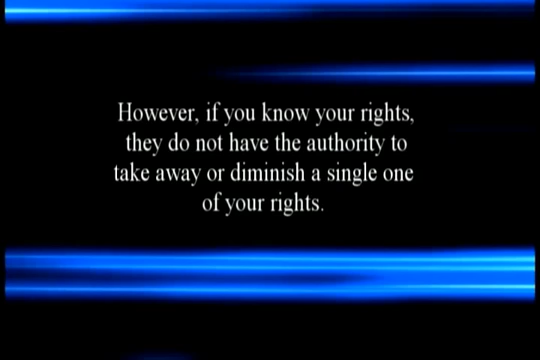 However, if you know your rights,
they do not have the authority to
take away or diminish a single one
of your rights.